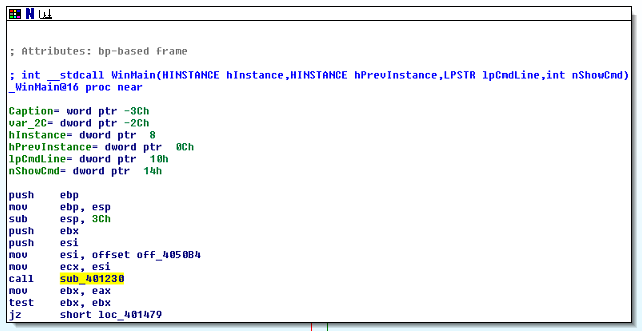 ; Attributes: bp-based frame
; int __stdcall WinMain(HINSTANCE hInstance,HINSTANCE hPrevInstance,LPSTR lpCmdLine,int nShowCmd)
_WinMain@16 proc near
Caption= word ptr -3Ch
var_2C= dword ptr -2Ch
hInstance= dword ptr  8
hPrevInstance= dword ptr  0Ch
lpCmdLine= dword ptr  10h
nShowCmd= dword ptr  14h
push    ebp
mov     ebp, esp
sub     esp, 3Ch
push    ebx
push    esi
mov     esi, offset off_4050B4
mov     ecx, esi
call    sub_401230
mov     ebx, eax
test    ebx, ebx
jz      short loc_401479